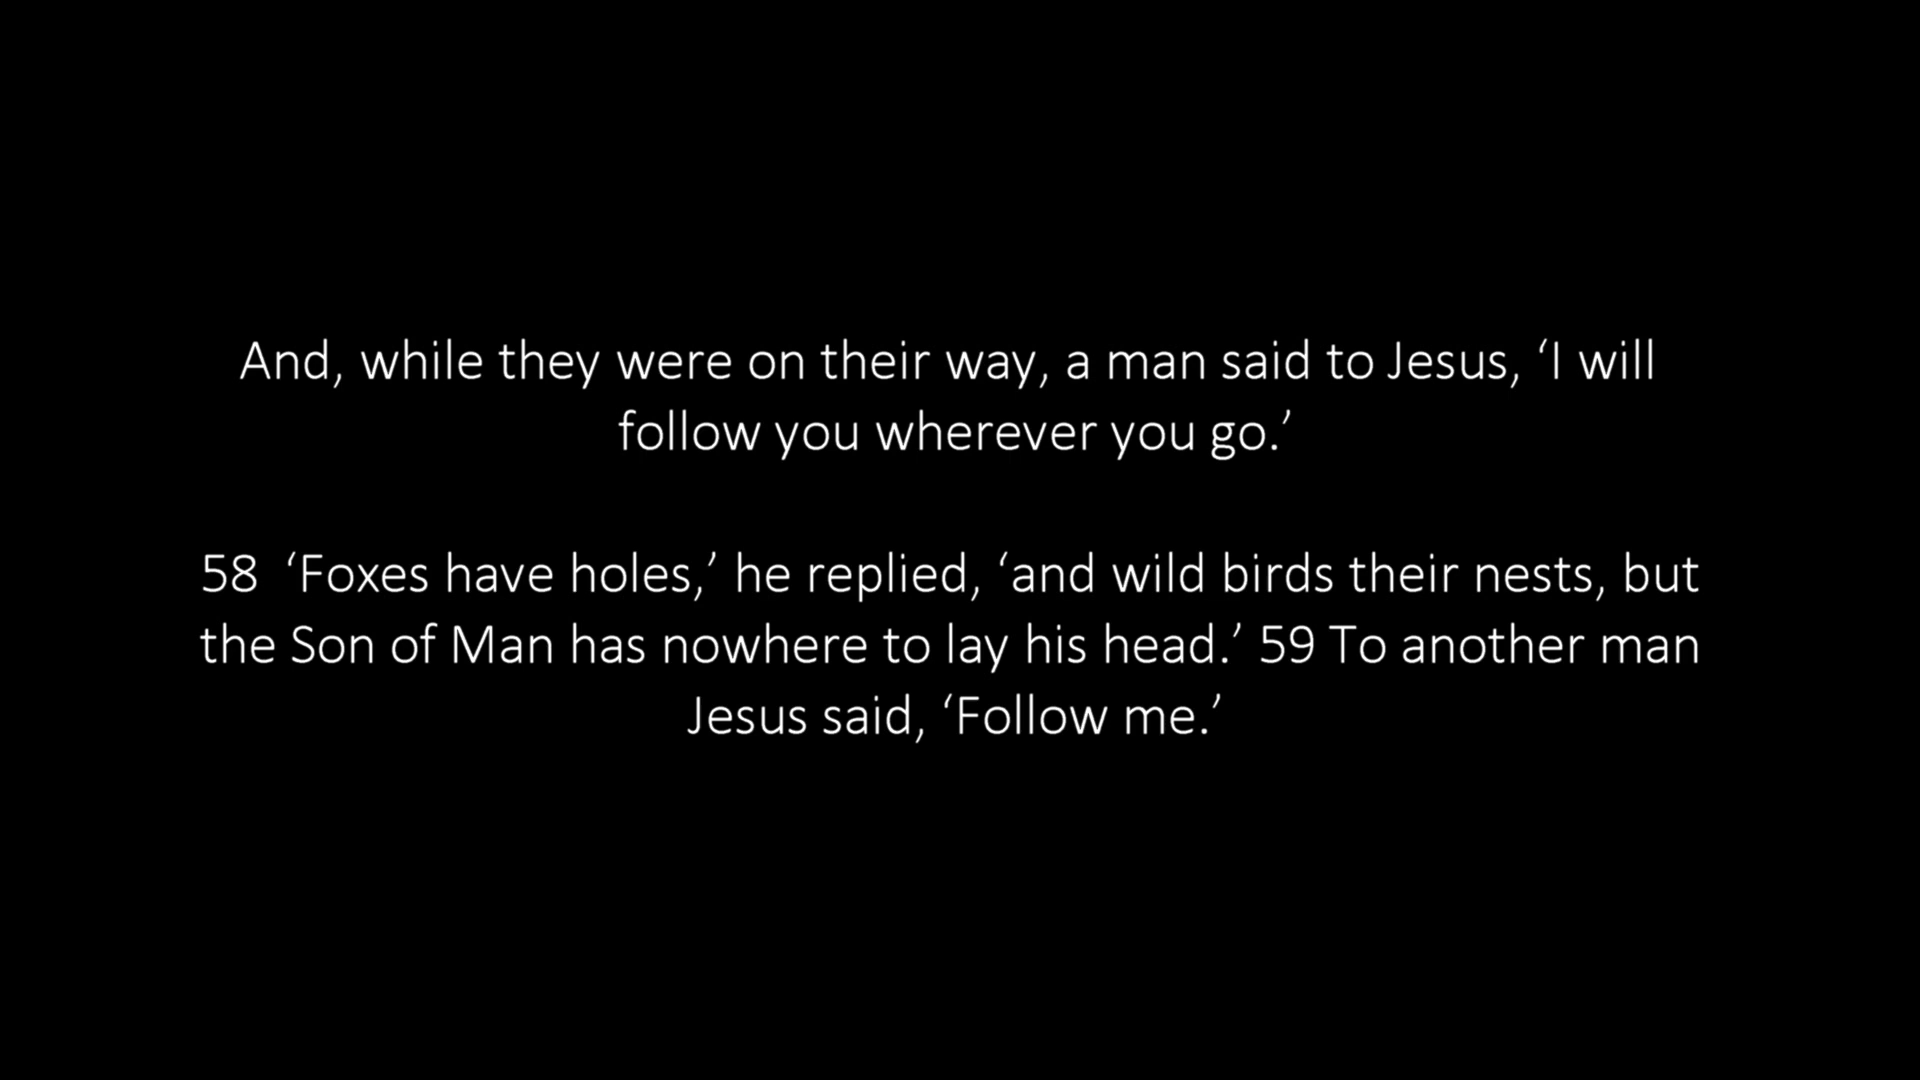 And, while they were on their way, a man said to Jesus, ‘I will
follow you wherever you go.’
58  ‘Foxes have holes,’ he replied, ‘and wild birds their nests, but
the Son of Man has nowhere to lay his head.’ 59 To another man
Jesus said, ‘Follow me.’